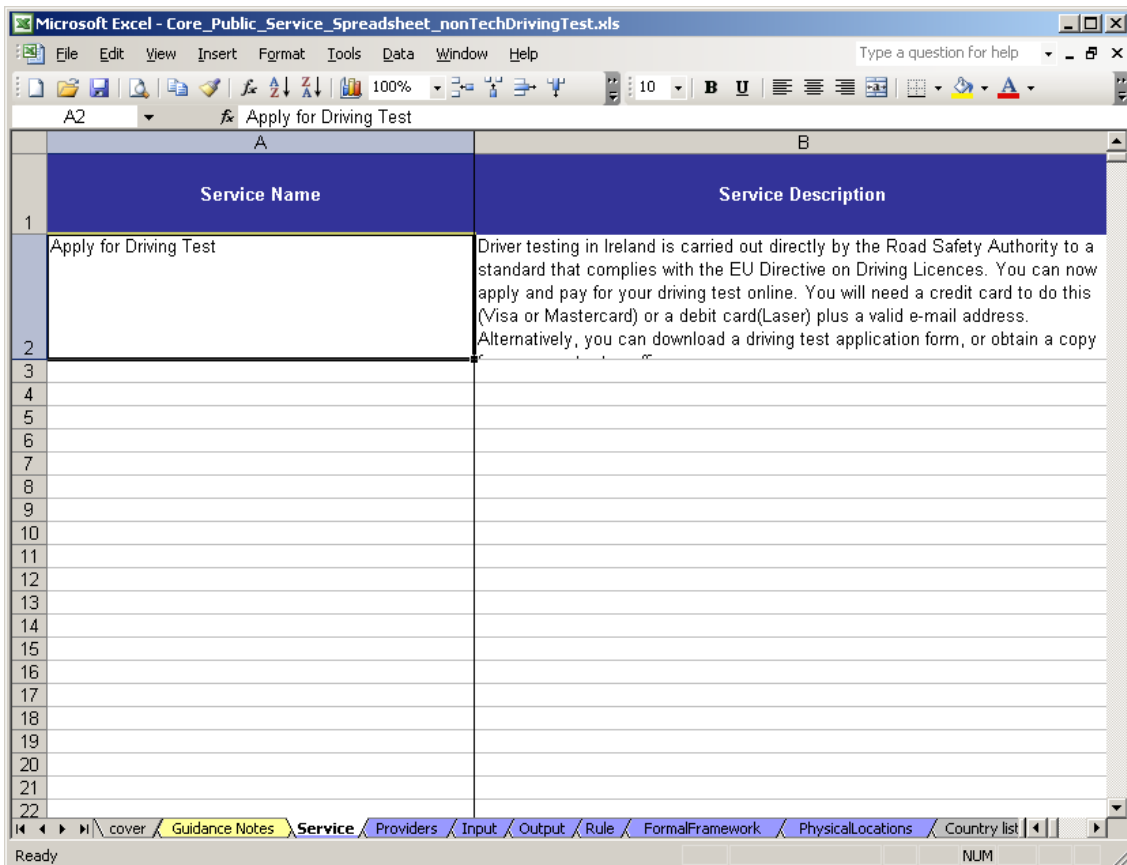 Microsoft Excel - Core_Public_Service_Spreadsheet_nonTechDrivingTest.xls
File Edit View Insert Format Tools Data Window Help Type a question for help
100% 10 B U A
A2 fx Apply for Driving Test
A B
1 Service Name Service Description
Apply for Driving Test Driver testing in Ireland is carried out directly by the Road Safety Authority to a
standard that complies with the EU Directive on Driving Licences. You can now
apply and pay for your driving test online. You will need a credit card to do this
(Visa or Mastercard) or a debit card(Laser) plus a valid e-mail address.
2 Alternatively, you can download a driving test application form, or obtain a copy
3
4
5
6
7
8
9
10
11
12
13
14
15
16
17
18
19
20
21
22
cover Guidance Notes Service Providers Input Output Rule FormalFramework PhysicalLocations Country list
Ready NUM